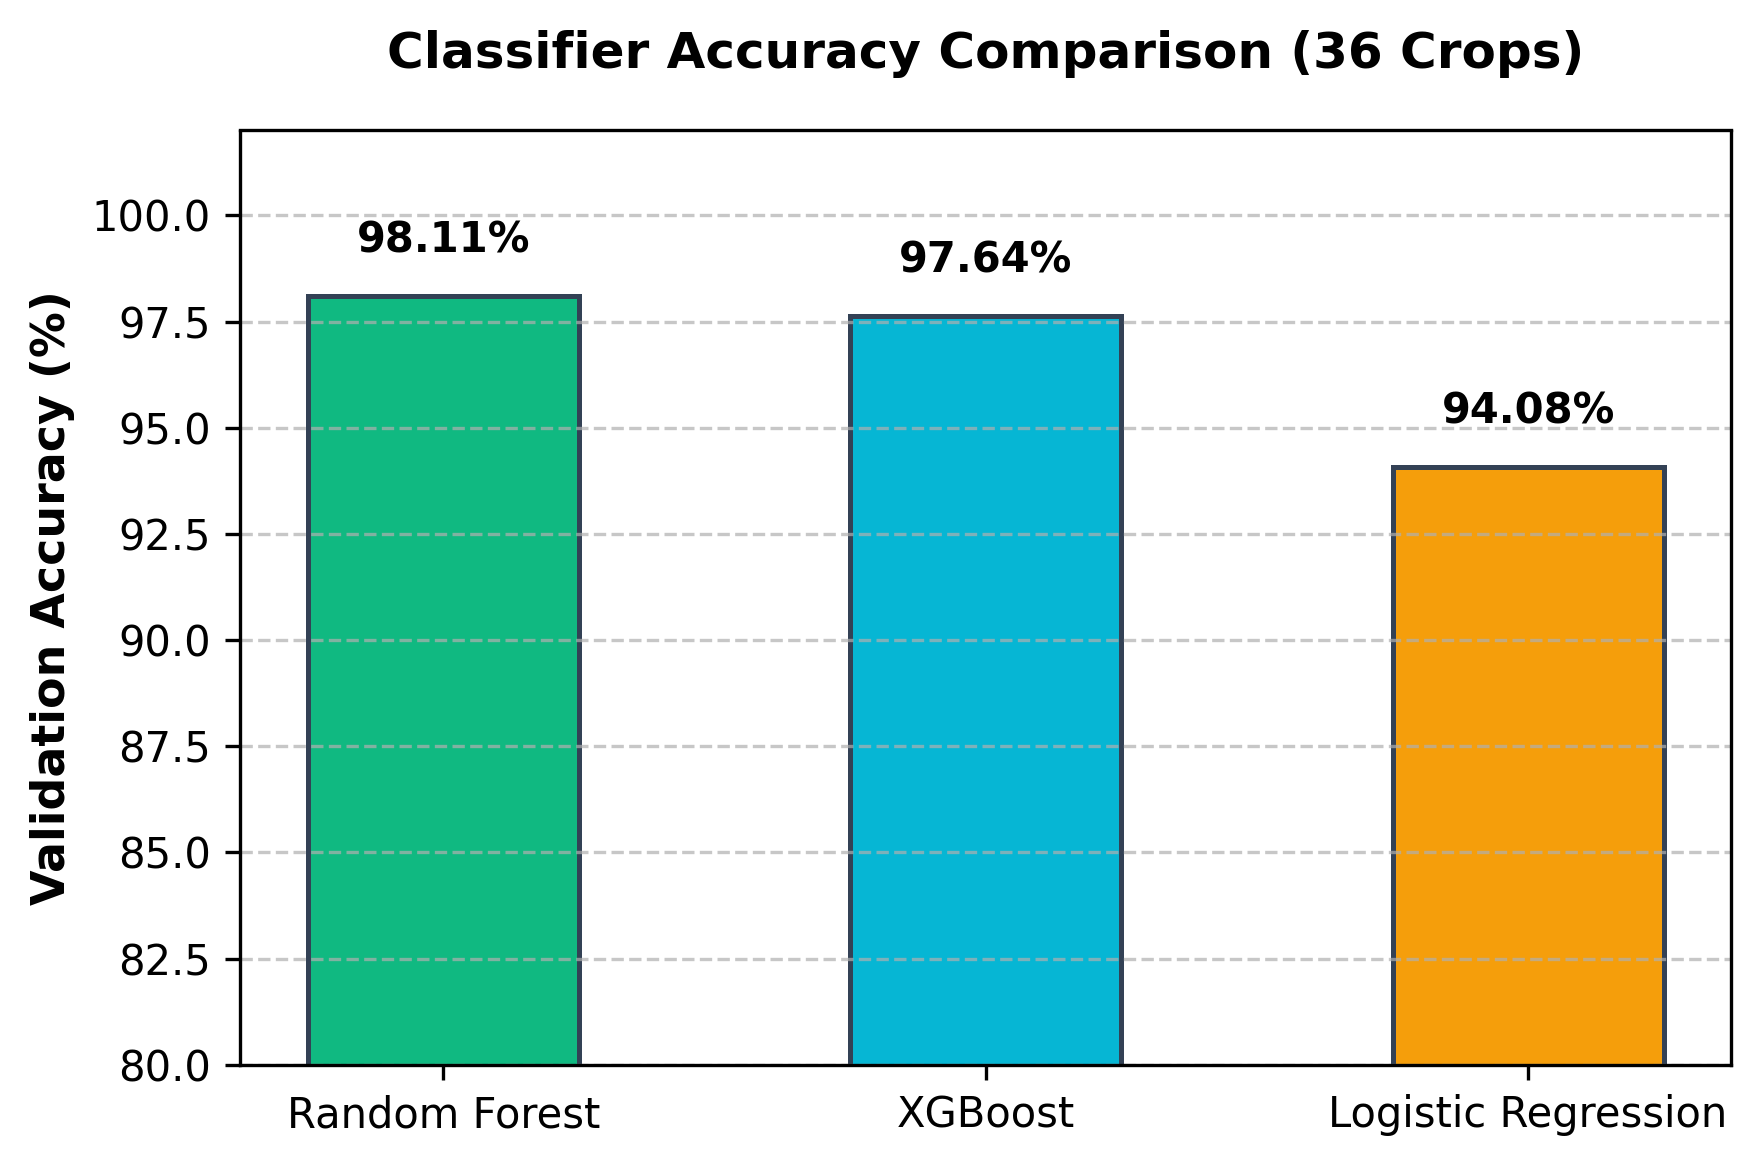 Classifier Accuracy Comparison (36 Crops)
Validation Accuracy (%)
100.0
97.5
95.0
92.5
90.0
87.5
85.0
82.5
80.0
98.11%
97.64%
94.08%
Random Forest
XGBoost
Logistic Regression